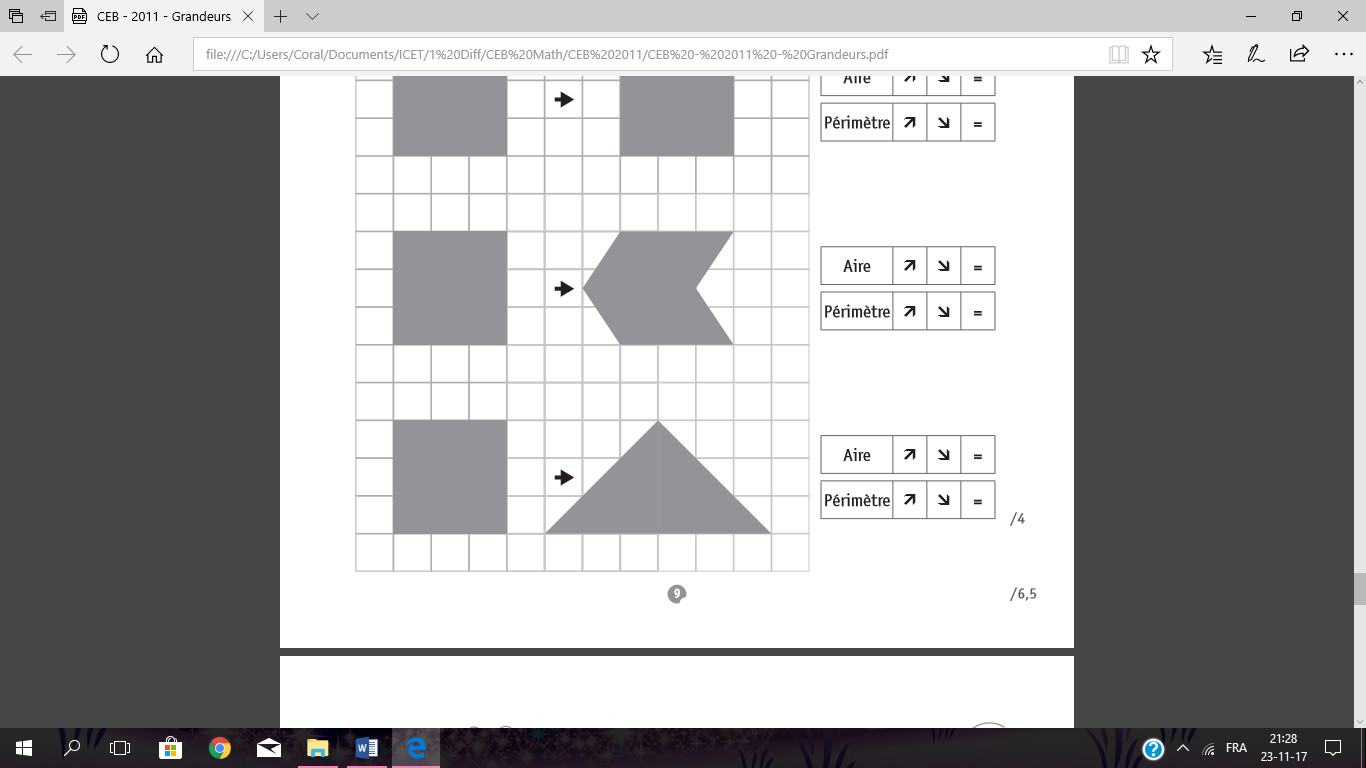 CEB - 2011 - Grandeurs
file:///C:/Users/Coral/Documents/ICET/1%20Diff/CEB%20Math/CEB%202011/CEB%20-%202011%20-%20Grandeurs.pdf
Aire ↗ ↘ =
Périmètre ↗ ↘ =
Aire ↗ ↘ =
Périmètre ↗ ↘ =
Aire ↗ ↘ =
Périmètre ↗ ↘ =
/4
9
/6,5
FRA
21:28
23-11-17